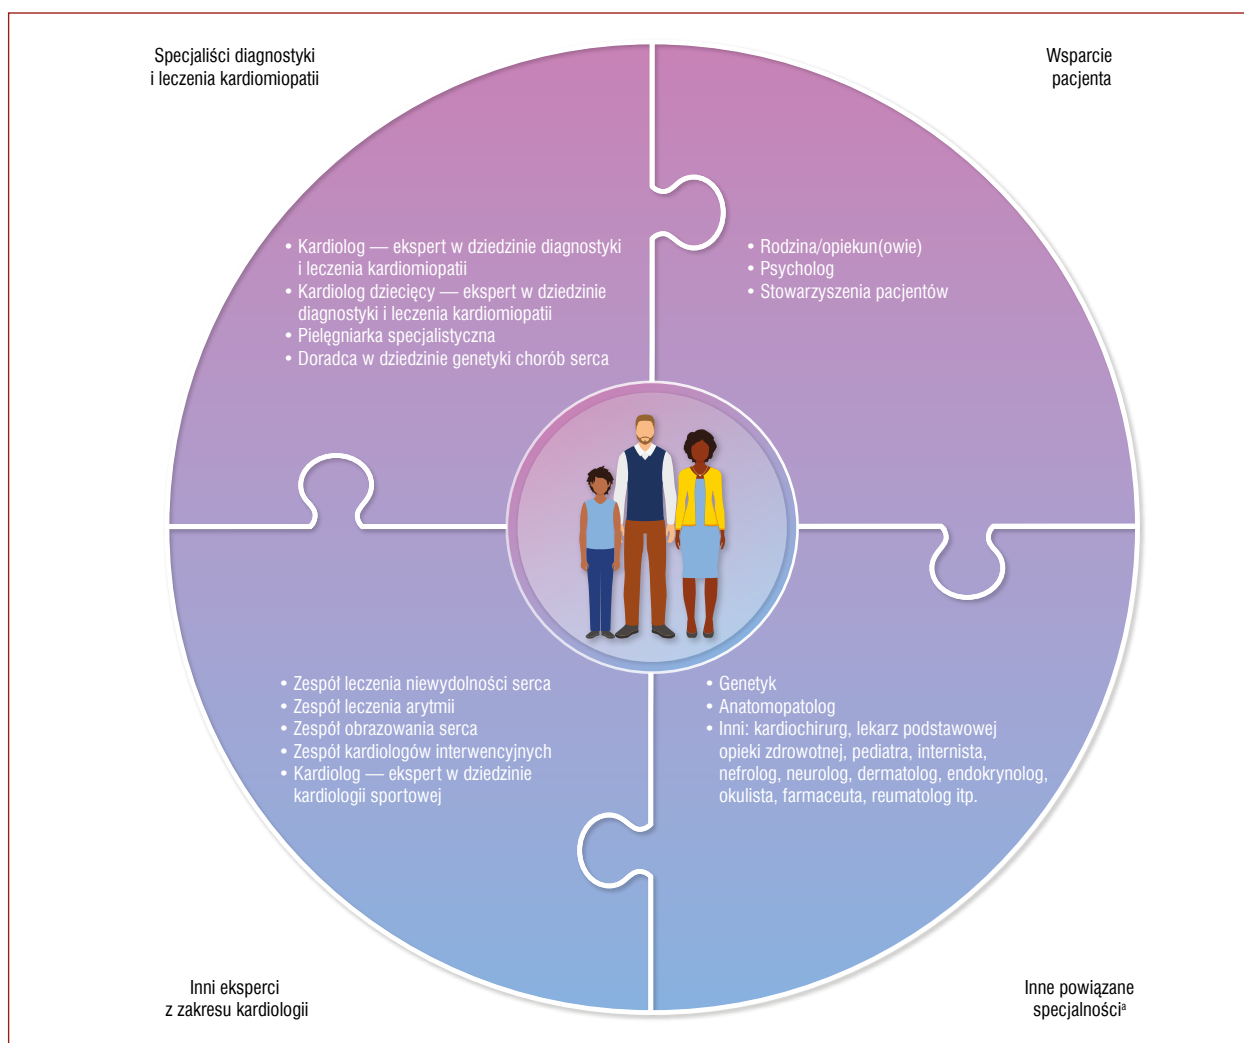 Specjaliści diagnostyki
i leczenia kardiomiopatii
Wsparcie
pacjenta
• Kardiolog — ekspert w dziedzinie diagnostyki
i leczenia kardiomiopatii
• Kardiolog dziecięcy — ekspert w dziedzinie
diagnostyki i leczenia kardiomiopatii
• Pielęgniarka specjalistyczna
• Doradca w dziedzinie genetyki chorób serca
• Rodzina/opiekun(owie)
• Psycholog
• Stowarzyszenia pacjentów
• Zespół leczenia niewydolności serca
• Zespół leczenia arytmii
• Zespół obrazowania serca
• Zespół kardiologów interwencyjnych
• Kardiolog — ekspert w dziedzinie
kardiologii sportowej
• Genetyk
• Anatomopatolog
• Inni: kardiochirurg, lekarz podstawowej
opieki zdrowotnej, pediatra, internista,
nefrolog, neurolog, dermatolog, endokrynolog,
okulista, farmaceuta, reumatolog itp.
Inni eksperci
z zakresu kardiologii
Inne powiązane
specjalnościᵃ